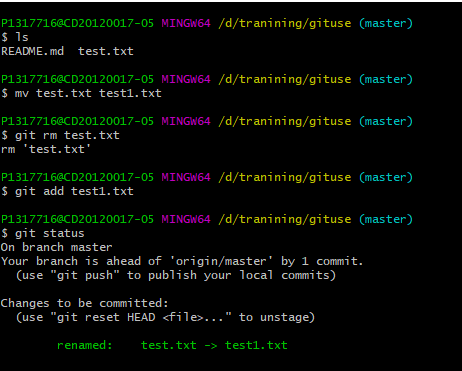 P1317716@CD20120017-05 MINGW64 /d/tranining/gituse (master)
$ ls
README.md  test.txt
P1317716@CD20120017-05 MINGW64 /d/tranining/gituse (master)
$ mv test.txt test1.txt
P1317716@CD20120017-05 MINGW64 /d/tranining/gituse (master)
$ git rm test.txt
rm 'test.txt'
P1317716@CD20120017-05 MINGW64 /d/tranining/gituse (master)
$ git add test1.txt
P1317716@CD20120017-05 MINGW64 /d/tranining/gituse (master)
$ git status
On branch master
Your branch is ahead of 'origin/master' by 1 commit.
  (use "git push" to publish your local commits)
Changes to be committed:
  (use "git reset HEAD <file>..." to unstage)
        renamed:    test.txt -> test1.txt